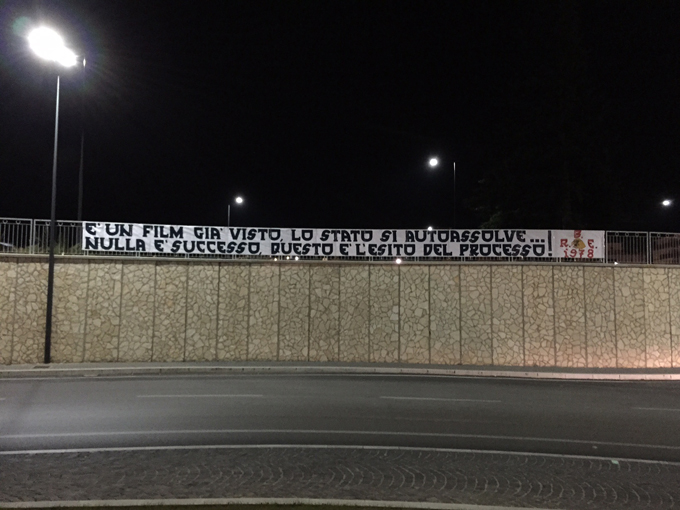 E' UN FILM GIA' VISTO, LO STATO SI AUTOASSOLVE...
NULLA E' SUCCESSO, QUESTO E' L'ESITO DEL PROCESSO!
R. E.
1978